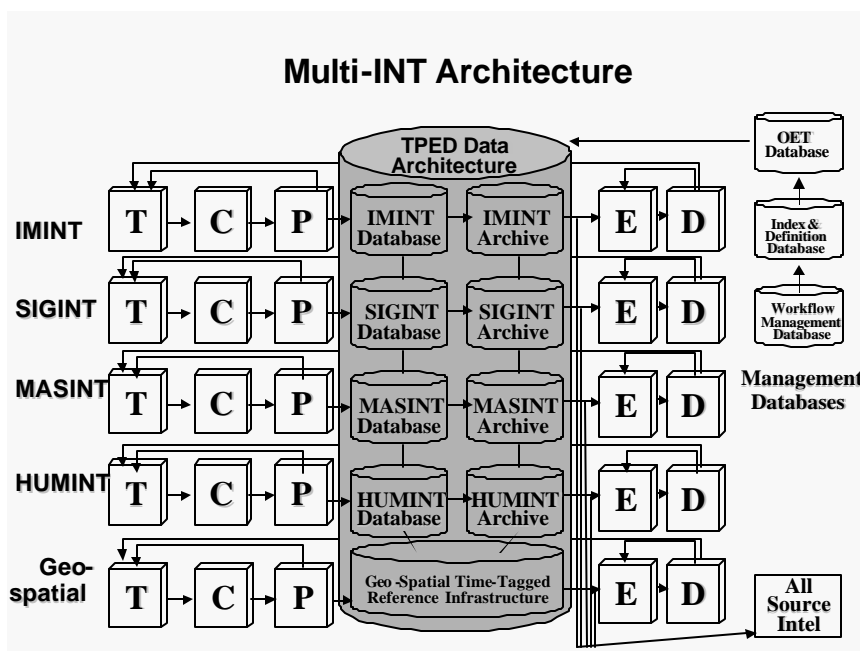 Multi-INT Architecture
TPED Data
Architecture
OET
Database
Index &
Definition
Database
Workflow
Management
Database
Management
Databases
IMINT
T
C
P
IMINT
Database
IMINT
Archive
E
D
SIGINT
T
C
P
SIGINT
Database
SIGINT
Archive
E
D
MASINT
T
C
P
MASINT
Database
MASINT
Archive
E
D
HUMINT
T
C
P
HUMINT
Database
HUMINT
Archive
E
D
Geo-
spatial
T
C
P
Geo -Spatial Time-Tagged
Reference Infrastructure
E
D
All
Source
Intel